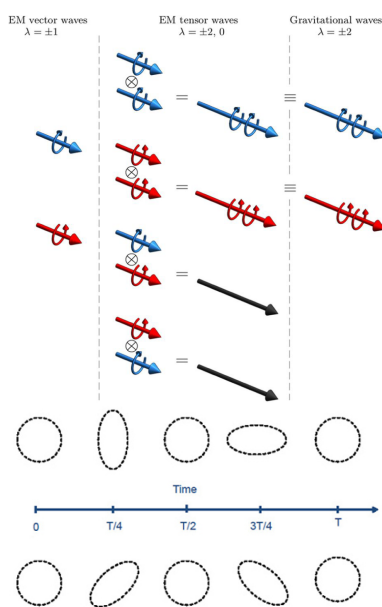 EM vector waves
λ = ±1
EM tensor waves
λ = ±2, 0
Gravitational waves
λ = ±2
⊗
=
≡
⊗
=
≡
⊗
=
⊗
=
Time
0
T/4
T/2
3T/4
T